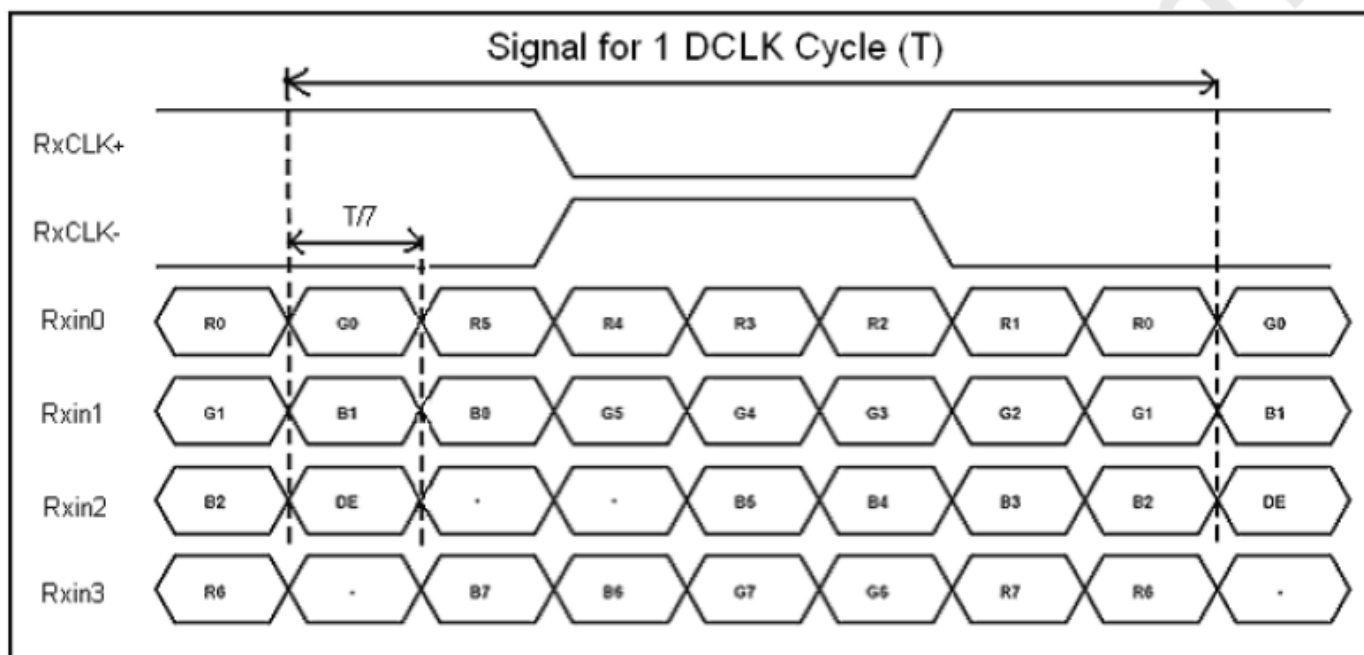 Signal for 1 DCLK Cycle (T)
RxCLK+
RxCLK-
T/7
Rxin0 R0 G0 R5 R4 R3 R2 R1 R0 G0
Rxin1 G1 B1 B0 G5 G4 G3 G2 G1 B1
Rxin2 B2 DE - - B5 B4 B3 B2 DE
Rxin3 R6 - B7 B6 G7 G6 R7 R6 -